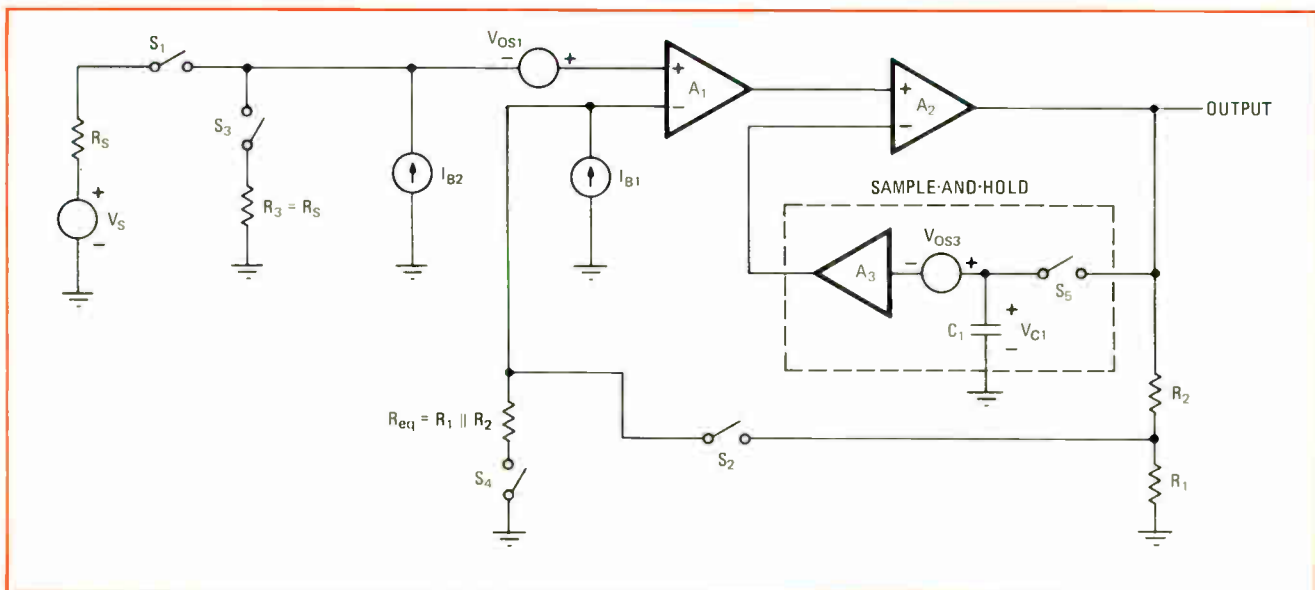 S1
VOS1
− +
+
−
A1
+
−
A2
OUTPUT
S3
RS
IB2
IB1
SAMPLE-AND-HOLD
+
VS
−
R3 = RS
VOS3
− +
A3
S5
C1
+
VC1
−
R2
Req = R1 || R2
S2
S4
R1